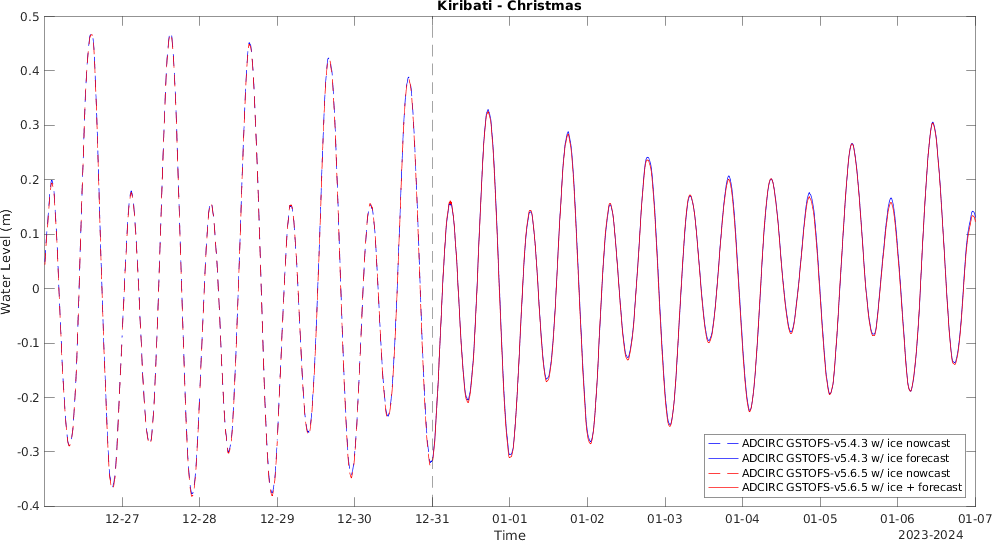 Kiribati - Christmas
0.5
0.4
0.3
0.2
0.1
0
-0.1
-0.2
-0.3
-0.4
Water Level (m)
ADCIRC GSTOFS-v5.4.3 w/ ice nowcast
ADCIRC GSTOFS-v5.4.3 w/ ice forecast
ADCIRC GSTOFS-v5.6.5 w/ ice nowcast
ADCIRC GSTOFS-v5.6.5 w/ ice + forecast
12-27 12-28 12-29 12-30 12-31 01-01 01-02 01-03 01-04 01-05 01-06 01-07
Time
2023-2024